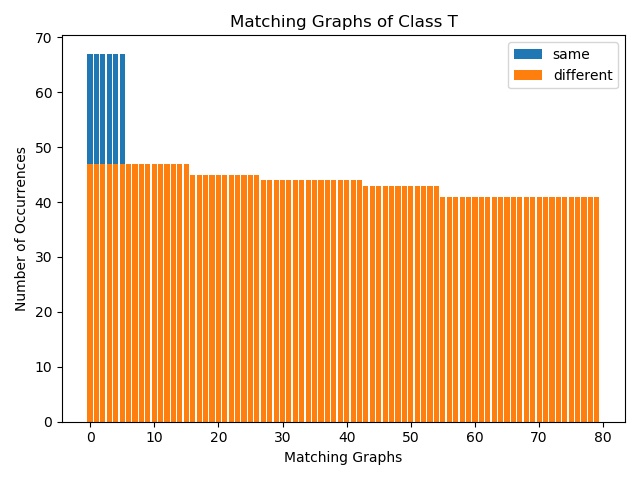 Matching Graphs of Class T
same
different
Number of Occurrences
70
60
50
40
30
20
10
0
0 10 20 30 40 50 60 70 80
Matching Graphs